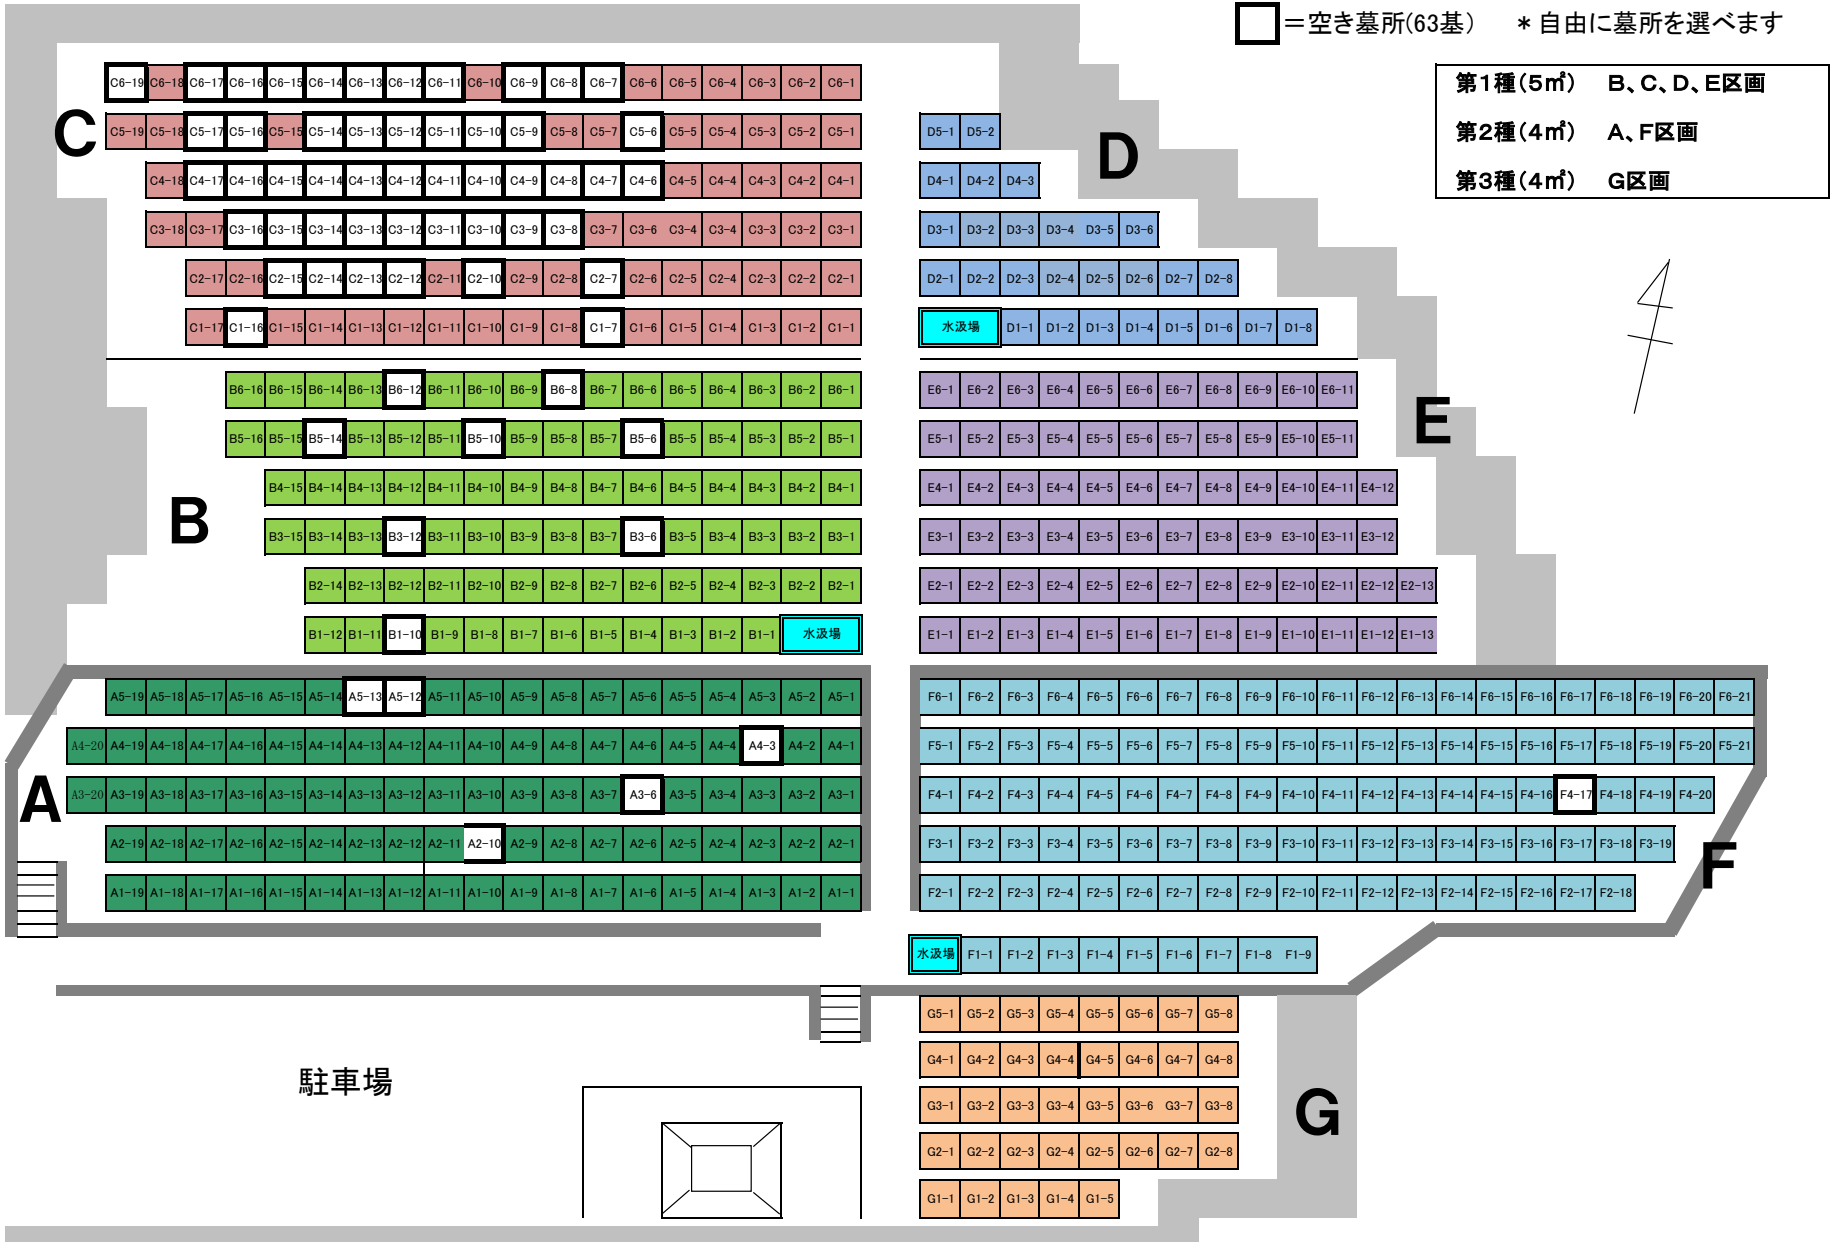 ＝空き墓所(63基)　＊自由に墓所を選べます
第1種(5㎡)　B、C、D、E区画
第2種(4㎡)　A、F区画
第3種(4㎡)　G区画
C
C6-19 C6-18 C6-17 C6-16 C6-15 C6-14 C6-13 C6-12 C6-11 C6-10 C6-9 C6-8 C6-7 C6-6 C6-5 C6-4 C6-3 C6-2 C6-1
C5-19 C5-18 C5-17 C5-16 C5-15 C5-14 C5-13 C5-12 C5-11 C5-10 C5-9 C5-8 C5-7 C5-6 C5-5 C5-4 C5-3 C5-2 C5-1
C4-18 C4-17 C4-16 C4-15 C4-14 C4-13 C4-12 C4-11 C4-10 C4-9 C4-8 C4-7 C4-6 C4-5 C4-4 C4-3 C4-2 C4-1
C3-18 C3-17 C3-16 C3-15 C3-14 C3-13 C3-12 C3-11 C3-10 C3-9 C3-8 C3-7 C3-6 C3-4 C3-4 C3-3 C3-2 C3-1
C2-17 C2-16 C2-15 C2-14 C2-13 C2-12 C2-11 C2-10 C2-9 C2-8 C2-7 C2-6 C2-5 C2-4 C2-3 C2-2 C2-1
C1-17 C1-16 C1-15 C1-14 C1-13 C1-12 C1-11 C1-10 C1-9 C1-8 C1-7 C1-6 C1-5 C1-4 C1-3 C1-2 C1-1
D
D5-1 D5-2
D4-1 D4-2 D4-3
D3-1 D3-2 D3-3 D3-4 D3-5 D3-6
D2-1 D2-2 D2-3 D2-4 D2-5 D2-6 D2-7 D2-8
水汲場 D1-1 D1-2 D1-3 D1-4 D1-5 D1-6 D1-7 D1-8
B
B6-16 B6-15 B6-14 B6-13 B6-12 B6-11 B6-10 B6-9 B6-8 B6-7 B6-6 B6-5 B6-4 B6-3 B6-2 B6-1
B5-16 B5-15 B5-14 B5-13 B5-12 B5-11 B5-10 B5-9 B5-8 B5-7 B5-6 B5-5 B5-4 B5-3 B5-2 B5-1
B4-15 B4-14 B4-13 B4-12 B4-11 B4-10 B4-9 B4-8 B4-7 B4-6 B4-5 B4-4 B4-3 B4-2 B4-1
B3-15 B3-14 B3-13 B3-12 B3-11 B3-10 B3-9 B3-8 B3-7 B3-6 B3-5 B3-4 B3-3 B3-2 B3-1
B2-14 B2-13 B2-12 B2-11 B2-10 B2-9 B2-8 B2-7 B2-6 B2-5 B2-4 B2-3 B2-2 B2-1
B1-12 B1-11 B1-10 B1-9 B1-8 B1-7 B1-6 B1-5 B1-4 B1-3 B1-2 B1-1 水汲場
E
E6-1 E6-2 E6-3 E6-4 E6-5 E6-6 E6-7 E6-8 E6-9 E6-10 E6-11
E5-1 E5-2 E5-3 E5-4 E5-5 E5-6 E5-7 E5-8 E5-9 E5-10 E5-11
E4-1 E4-2 E4-3 E4-4 E4-5 E4-6 E4-7 E4-8 E4-9 E4-10 E4-11 E4-12
E3-1 E3-2 E3-3 E3-4 E3-5 E3-6 E3-7 E3-8 E3-9 E3-10 E3-11 E3-12
E2-1 E2-2 E2-3 E2-4 E2-5 E2-6 E2-7 E2-8 E2-9 E2-10 E2-11 E2-12 E2-13
E1-1 E1-2 E1-3 E1-4 E1-5 E1-6 E1-7 E1-8 E1-9 E1-10 E1-11 E1-12 E1-13
A
A5-19 A5-18 A5-17 A5-16 A5-15 A5-14 A5-13 A5-12 A5-11 A5-10 A5-9 A5-8 A5-7 A5-6 A5-5 A5-4 A5-3 A5-2 A5-1
A4-20 A4-19 A4-18 A4-17 A4-16 A4-15 A4-14 A4-13 A4-12 A4-11 A4-10 A4-9 A4-8 A4-7 A4-6 A4-5 A4-4 A4-3 A4-2 A4-1
A3-20 A3-19 A3-18 A3-17 A3-16 A3-15 A3-14 A3-13 A3-12 A3-11 A3-10 A3-9 A3-8 A3-7 A3-6 A3-5 A3-4 A3-3 A3-2 A3-1
A2-19 A2-18 A2-17 A2-16 A2-15 A2-14 A2-13 A2-12 A2-11 A2-10 A2-9 A2-8 A2-7 A2-6 A2-5 A2-4 A2-3 A2-2 A2-1
A1-19 A1-18 A1-17 A1-16 A1-15 A1-14 A1-13 A1-12 A1-11 A1-10 A1-9 A1-8 A1-7 A1-6 A1-5 A1-4 A1-3 A1-2 A1-1
F
F6-1 F6-2 F6-3 F6-4 F6-5 F6-6 F6-7 F6-8 F6-9 F6-10 F6-11 F6-12 F6-13 F6-14 F6-15 F6-16 F6-17 F6-18 F6-19 F6-20 F6-21
F5-1 F5-2 F5-3 F5-4 F5-5 F5-6 F5-7 F5-8 F5-9 F5-10 F5-11 F5-12 F5-13 F5-14 F5-15 F5-16 F5-17 F5-18 F5-19 F5-20 F5-21
F4-1 F4-2 F4-3 F4-4 F4-5 F4-6 F4-7 F4-8 F4-9 F4-10 F4-11 F4-12 F4-13 F4-14 F4-15 F4-16 F4-17 F4-18 F4-19 F4-20
F3-1 F3-2 F3-3 F3-4 F3-5 F3-6 F3-7 F3-8 F3-9 F3-10 F3-11 F3-12 F3-13 F3-14 F3-15 F3-16 F3-17 F3-18 F3-19
F2-1 F2-2 F2-3 F2-4 F2-5 F2-6 F2-7 F2-8 F2-9 F2-10 F2-11 F2-12 F2-13 F2-14 F2-15 F2-16 F2-17 F2-18
水汲場 F1-1 F1-2 F1-3 F1-4 F1-5 F1-6 F1-7 F1-8 F1-9
G5-1 G5-2 G5-3 G5-4 G5-5 G5-6 G5-7 G5-8
G4-1 G4-2 G4-3 G4-4 G4-5 G4-6 G4-7 G4-8
G3-1 G3-2 G3-3 G3-4 G3-5 G3-6 G3-7 G3-8
G2-1 G2-2 G2-3 G2-4 G2-5 G2-6 G2-7 G2-8
G1-1 G1-2 G1-3 G1-4 G1-5
G
駐車場